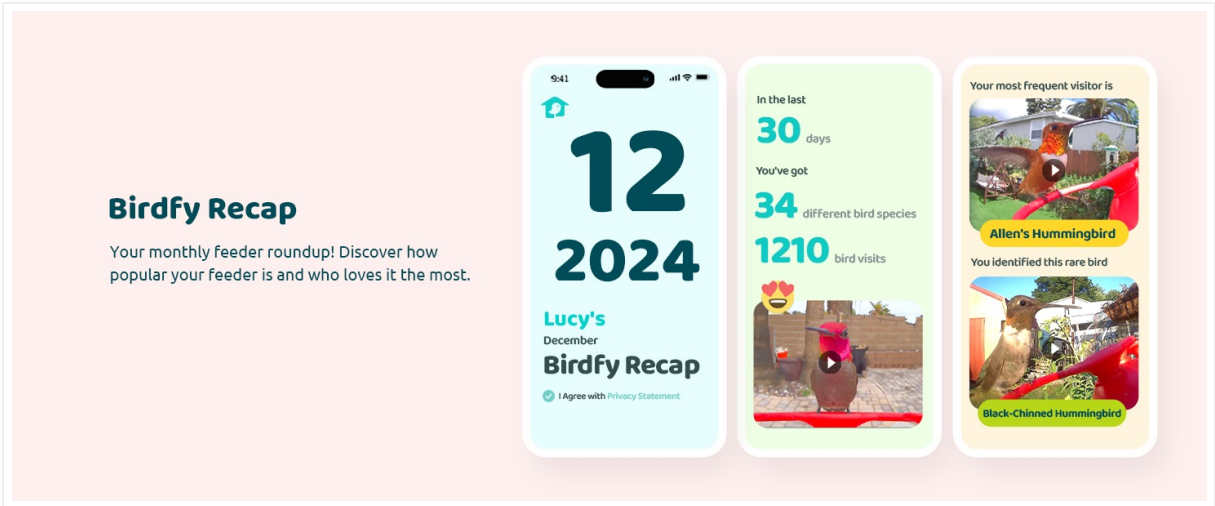 Birdfy Recap
Your monthly feeder roundup! Discover how
popular your feeder is and who loves it the most.
9:41
12
2024
Lucy's
December
Birdfy Recap
I Agree with Privacy Statement
In the last
30 days
You've got
34 different bird species
1210 bird visits
Your most frequent visitor is
Allen's Hummingbird
You identified this rare bird
Black-Chinned Hummingbird